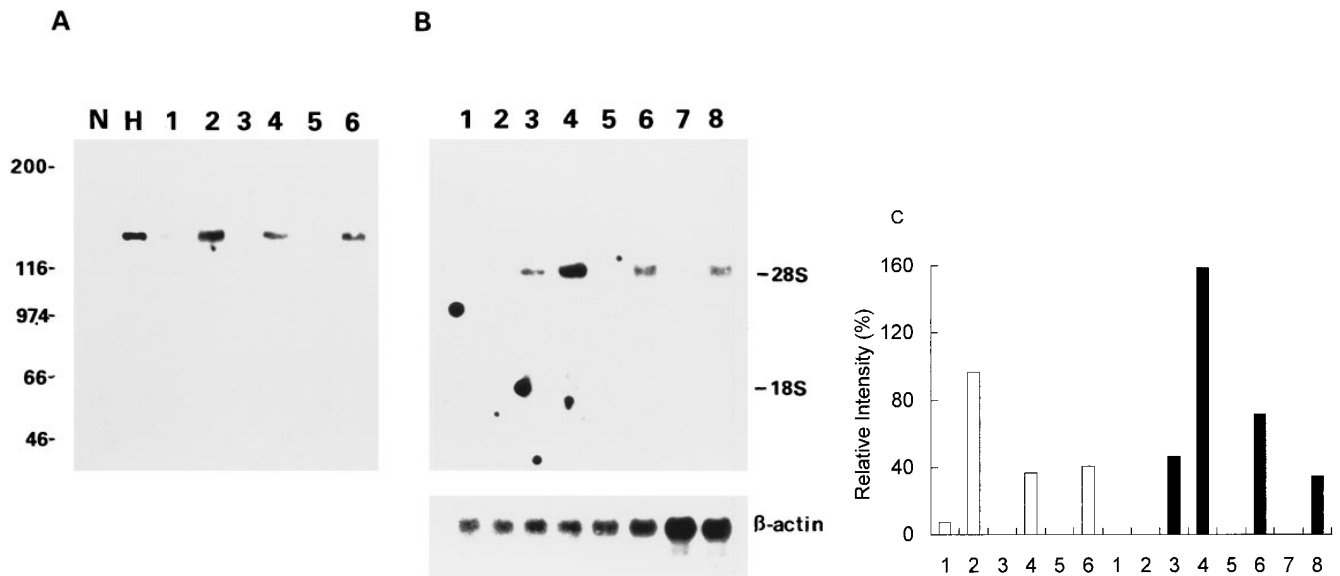 A
N H 1 2 3 4 5 6
200-
116-
97.4-
66-
46-
B
1 2 3 4 5 6 7 8
-28S
-18S
β-actin
C
Relative Intensity (%)
160
120
80
40
0
1 2 3 4 5 6 1 2 3 4 5 6 7 8